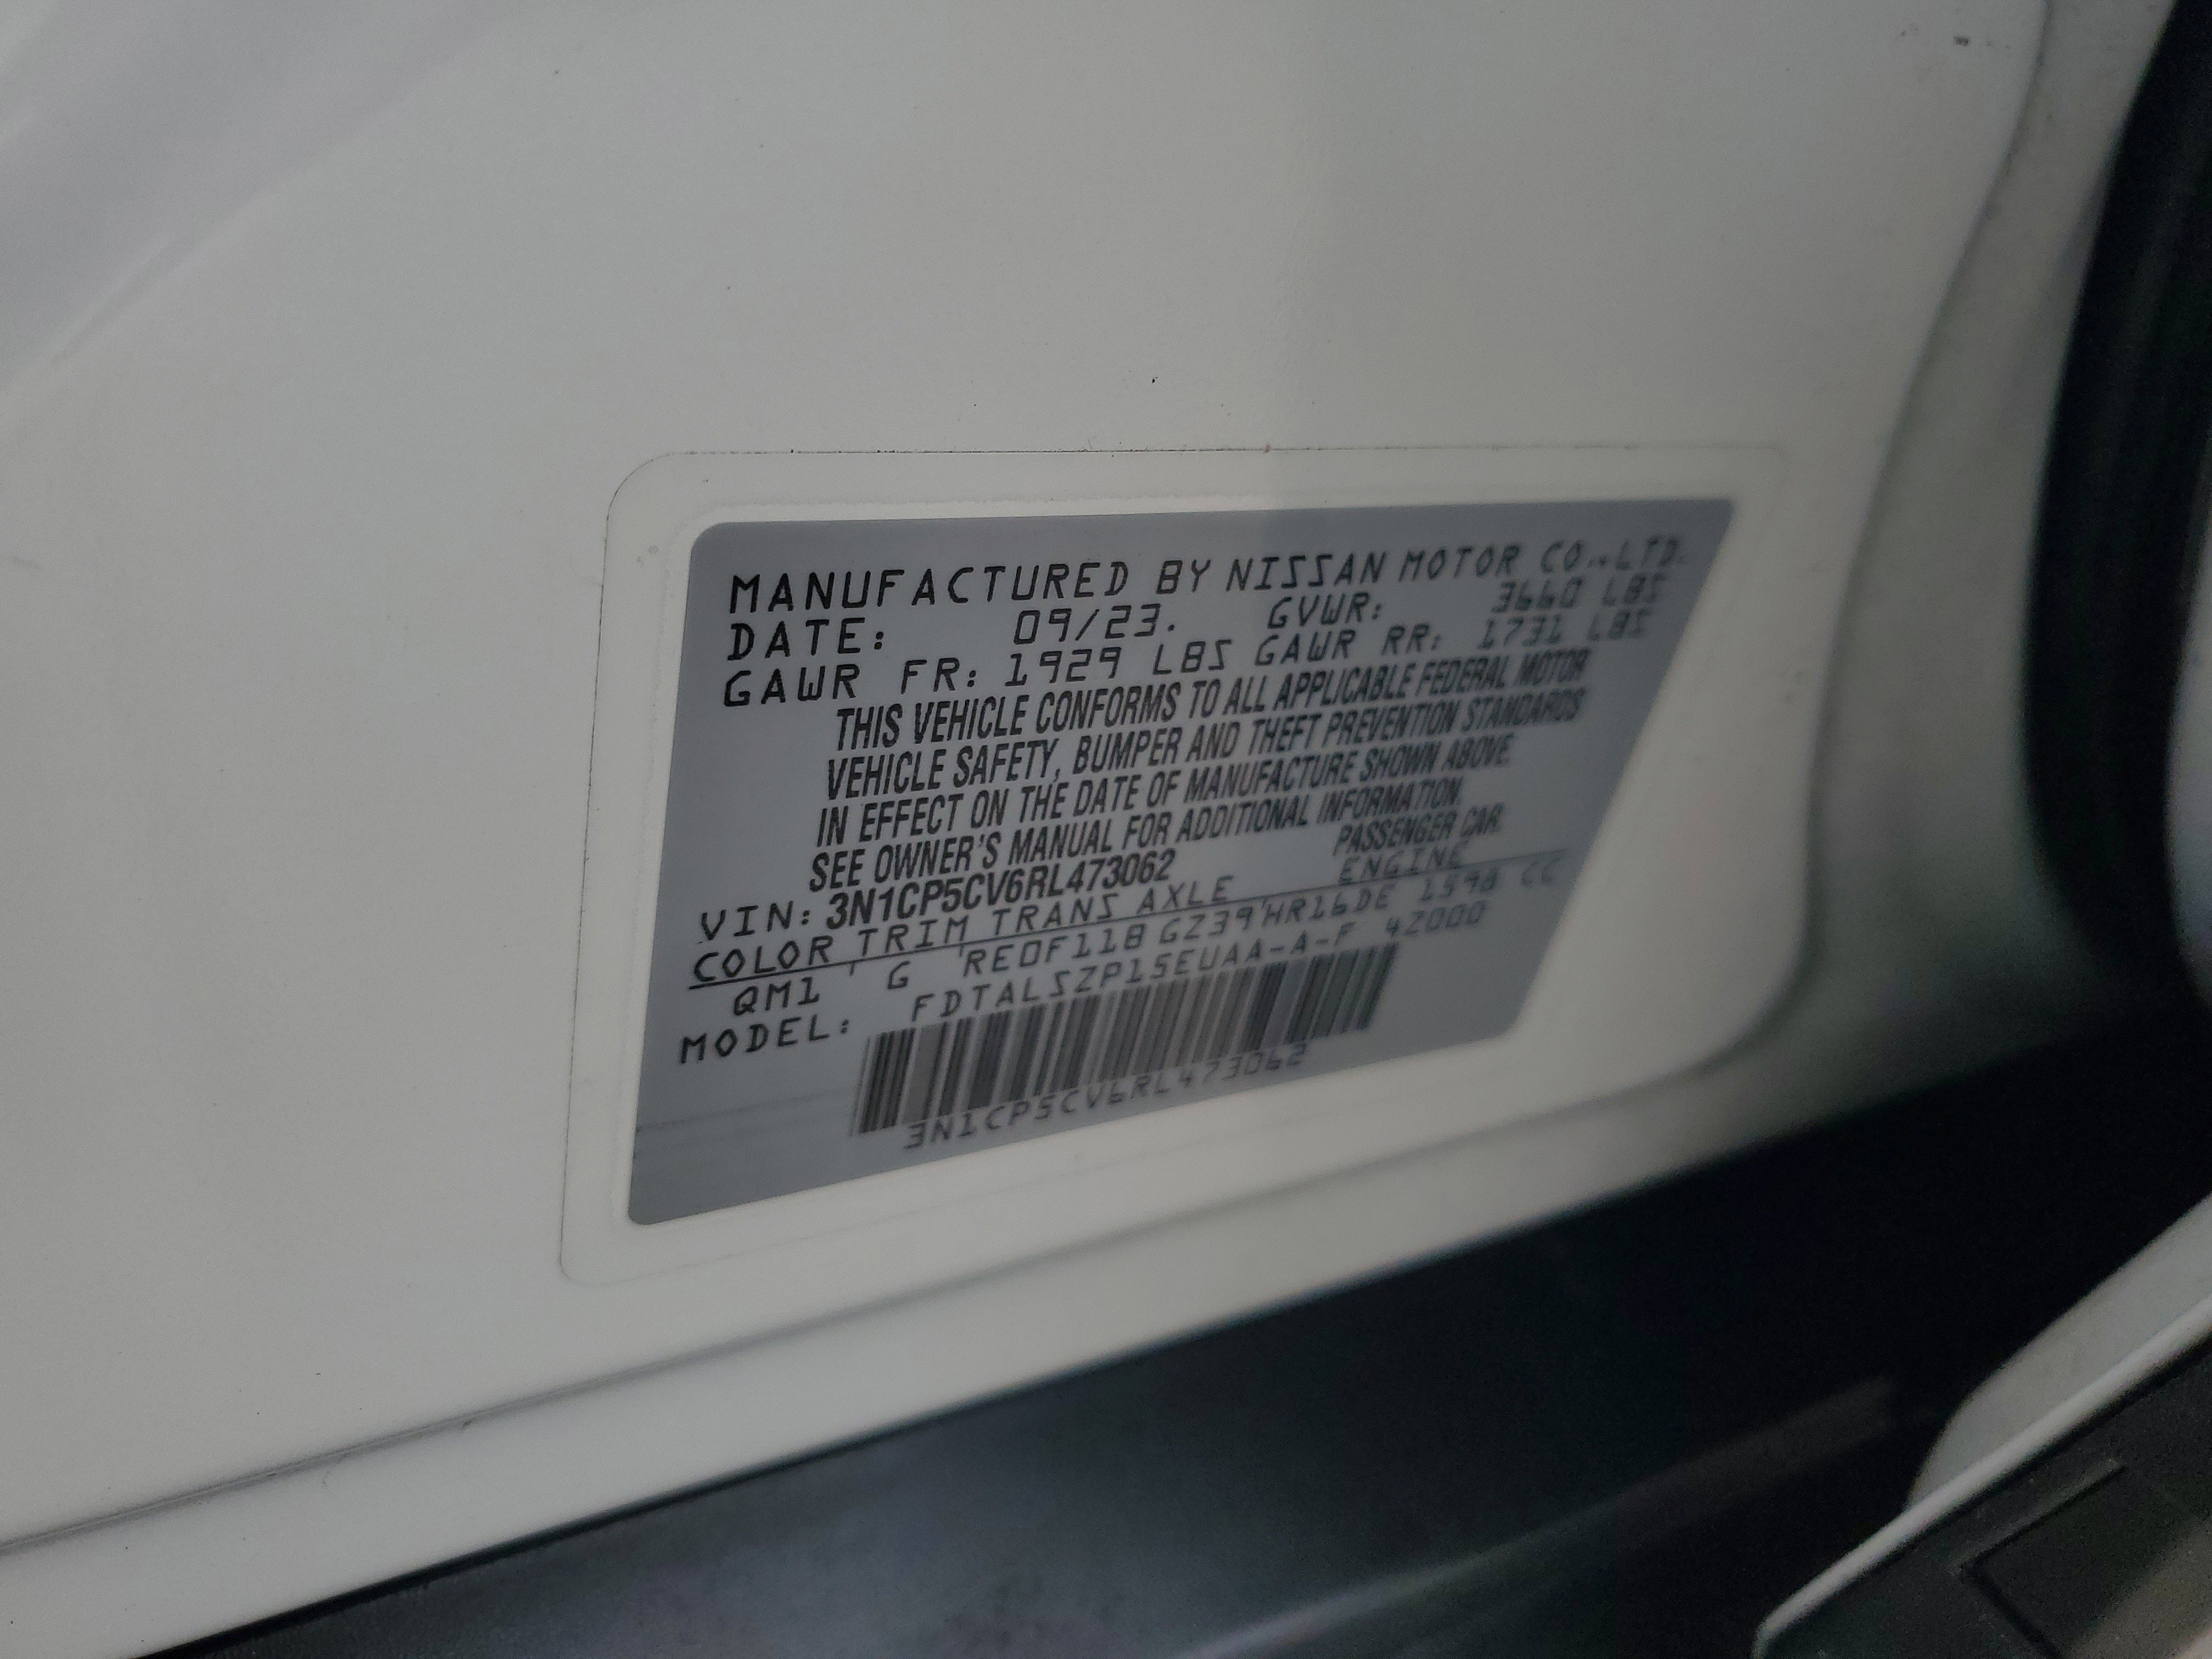 MANUFACTURED BY NISSAN MOTOR CO.,LTD.
DATE: 09/23. GVWR: 3660 LBS
GAWR FR: 1929 LBS GAWR RR: 1731 LBS
THIS VEHICLE CONFORMS TO ALL APPLICABLE FEDERAL MOTOR
VEHICLE SAFETY, BUMPER AND THEFT PREVENTION STANDARDS
IN EFFECT ON THE DATE OF MANUFACTURE SHOWN ABOVE.
SEE OWNER'S MANUAL FOR ADDITIONAL INFORMATION.
VIN: 3N1CP5CV6RL473062 PASSENGER CAR
COLOR TRIM TRANS AXLE ENGINE
QM1 G RE0F11B GZ39 HR16DE 1598 CC
MODEL: FDTALSZP15EUAA-A-F 42000
3N1CP5CV6RL473062